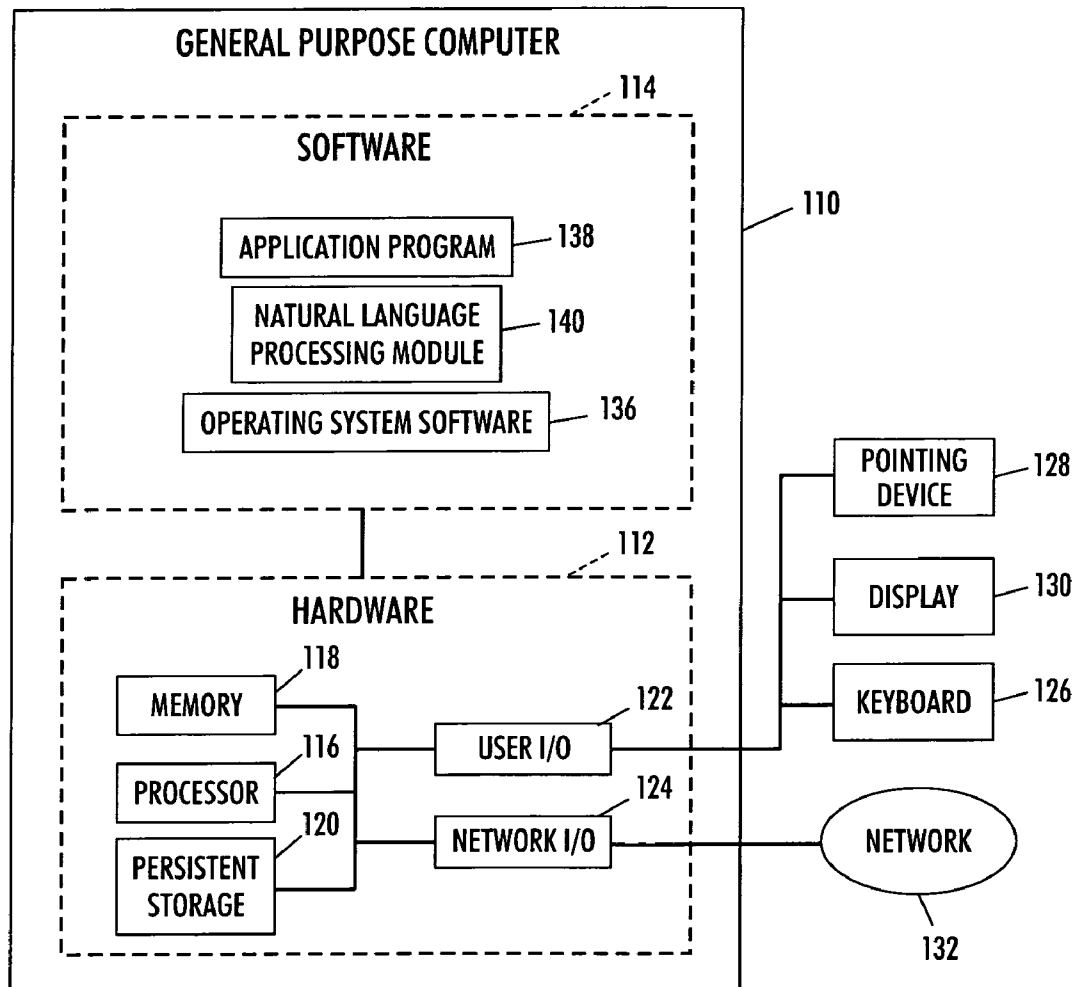 GENERAL PURPOSE COMPUTER
114
SOFTWARE
110
APPLICATION PROGRAM
138
NATURAL LANGUAGE
PROCESSING MODULE
140
OPERATING SYSTEM SOFTWARE
136
POINTING
DEVICE
128
112
HARDWARE
DISPLAY
130
118
MEMORY
122
USER I/O
KEYBOARD
126
116
PROCESSOR
124
120
NETWORK I/O
NETWORK
PERSISTENT
STORAGE
132